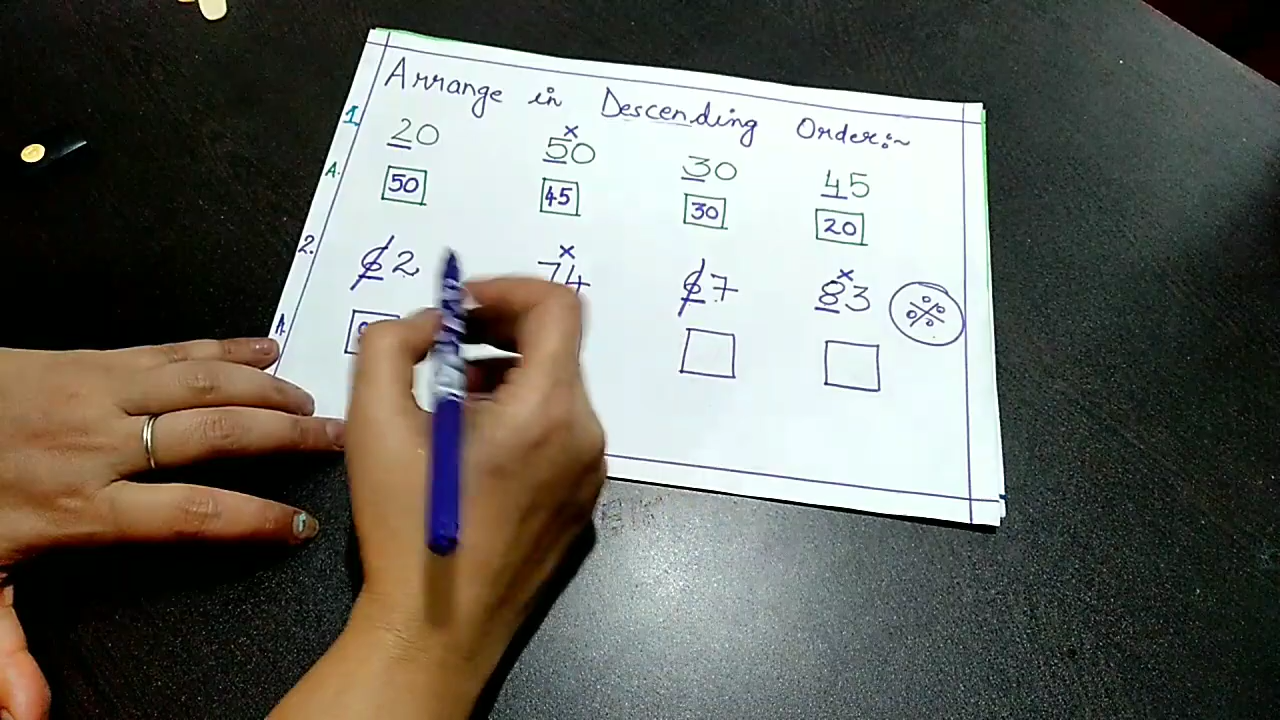 Arrange in Descending Order:~
1. 20 50 30 45
A. 50 45 30 20
2. 62 74 67 83
A.